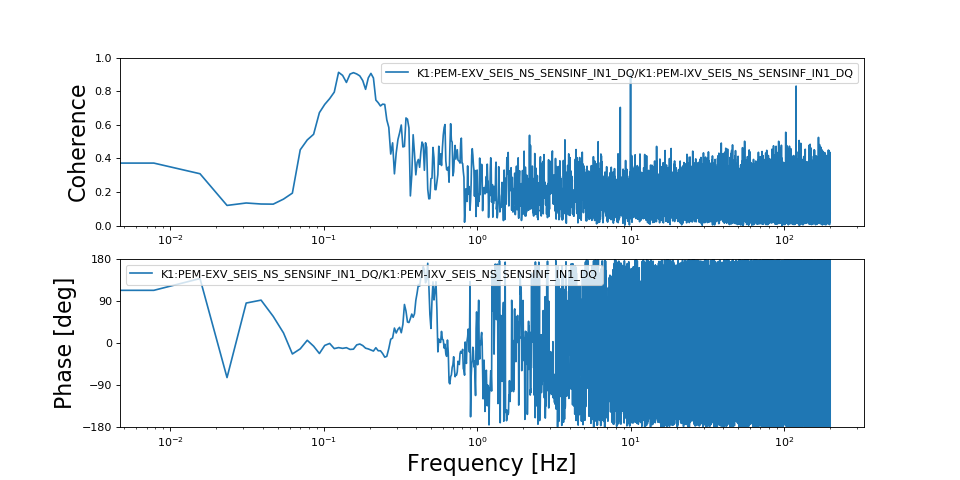 1.0
0.8
0.6
0.4
0.2
0.0
Coherence
K1:PEM-EXV_SEIS_NS_SENSINF_IN1_DQ/K1:PEM-IXV_SEIS_NS_SENSINF_IN1_DQ
10⁻² 10⁻¹ 10⁰ 10¹ 10²
180
90
0
−90
−180
Phase [deg]
K1:PEM-EXV_SEIS_NS_SENSINF_IN1_DQ/K1:PEM-IXV_SEIS_NS_SENSINF_IN1_DQ
10⁻² 10⁻¹ 10⁰ 10¹ 10²
Frequency [Hz]